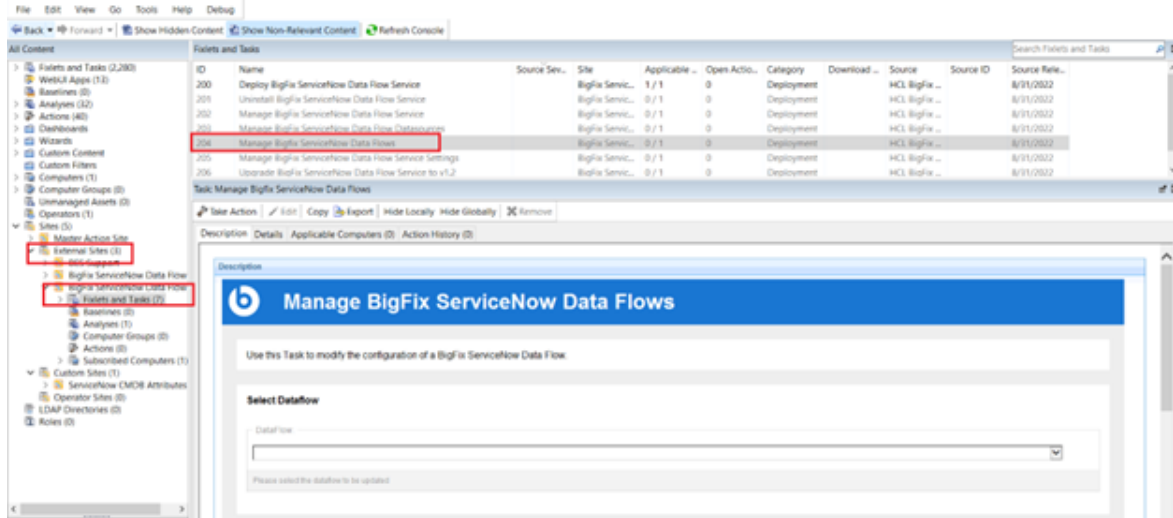 File Edit View Go Tools Help Debug
Back Forward Show Hidden Content Show Non-Relevant Content Refresh Console
All Content
Fixlets and Tasks (2,280)
WebUI Apps (13)
Baselines (0)
Analyses (32)
Actions (40)
Dashboards
Wizards
Custom Content
Custom Filters
Computers (1)
Computer Groups (0)
Unmanaged Assets (0)
Operators (1)
Sites (5)
Master Action Site
External Sites (3)
BES Support
BigFix ServiceNow Data Flow
BigFix ServiceNow Data Flow
Fixlets and Tasks (7)
Baselines (0)
Analyses (1)
Computer Groups (0)
Actions (0)
Subscribed Computers (1)
Custom Sites (1)
ServiceNow CMDB Attributes
Operator Sites (0)
LDAP Directories (0)
Roles (0)
Fixlets and Tasks Search Fixlets and Tasks
ID Name Source Sev... Site Applicable ... Open Actio... Category Download ... Source Source ID Source Rele...
200 Deploy BigFix ServiceNow Data Flow Service BigFix Servic... 1 / 1 0 Deployment HCL BigFix ... 8/31/2022
201 Uninstall BigFix ServiceNow Data Flow Service BigFix Servic... 0 / 1 0 Deployment HCL BigFix ... 8/31/2022
202 Manage BigFix ServiceNow Data Flow Service BigFix Servic... 0 / 1 0 Deployment HCL BigFix ... 8/31/2022
203 Manage BigFix ServiceNow Data Flow Datasources BigFix Servic... 0 / 1 0 Deployment HCL BigFix ... 8/31/2022
204 Manage Bigfix ServiceNow Data Flows BigFix Servic... 0 / 1 0 Deployment HCL BigFix ... 8/31/2022
205 Manage BigFix ServiceNow Data Flow Service Settings BigFix Servic... 0 / 1 0 Deployment HCL BigFix ... 8/31/2022
206 Upgrade BigFix ServiceNow Data Flow Service to v1.2 BigFix Servic... 0 / 1 0 Deployment HCL BigFix ... 8/31/2022
Task: Manage Bigfix ServiceNow Data Flows
Take Action Edit Copy Export Hide Locally Hide Globally Remove
Description Details Applicable Computers (0) Action History (0)
Description
Manage BigFix ServiceNow Data Flows
Use this Task to modify the configuration of a BigFix ServiceNow Data Flow.
Select Dataflow
DataFlow
Please select the dataflow to be updated